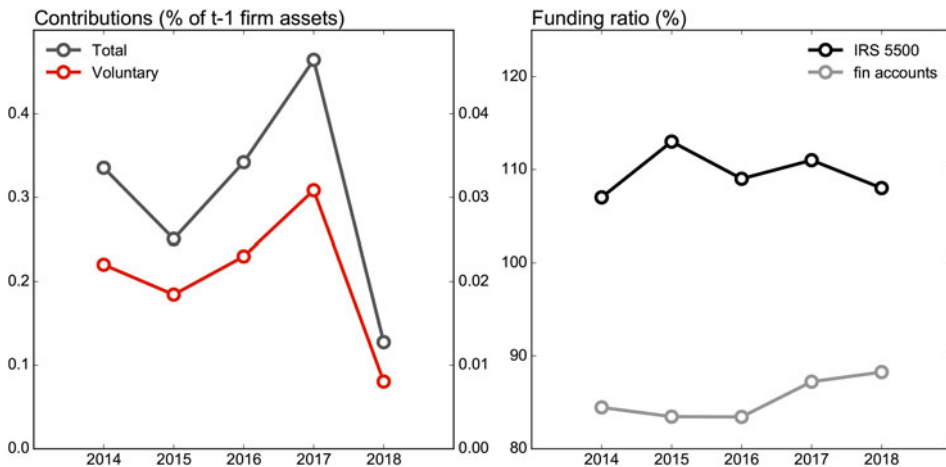 Contributions (% of t-1 firm assets)
Total
Voluntary
0.4
0.3
0.2
0.1
0.0
0.04
0.03
0.02
0.01
0.00
2014 2015 2016 2017 2018
Funding ratio (%)
IRS 5500
fin accounts
120
110
100
90
80
2014 2015 2016 2017 2018